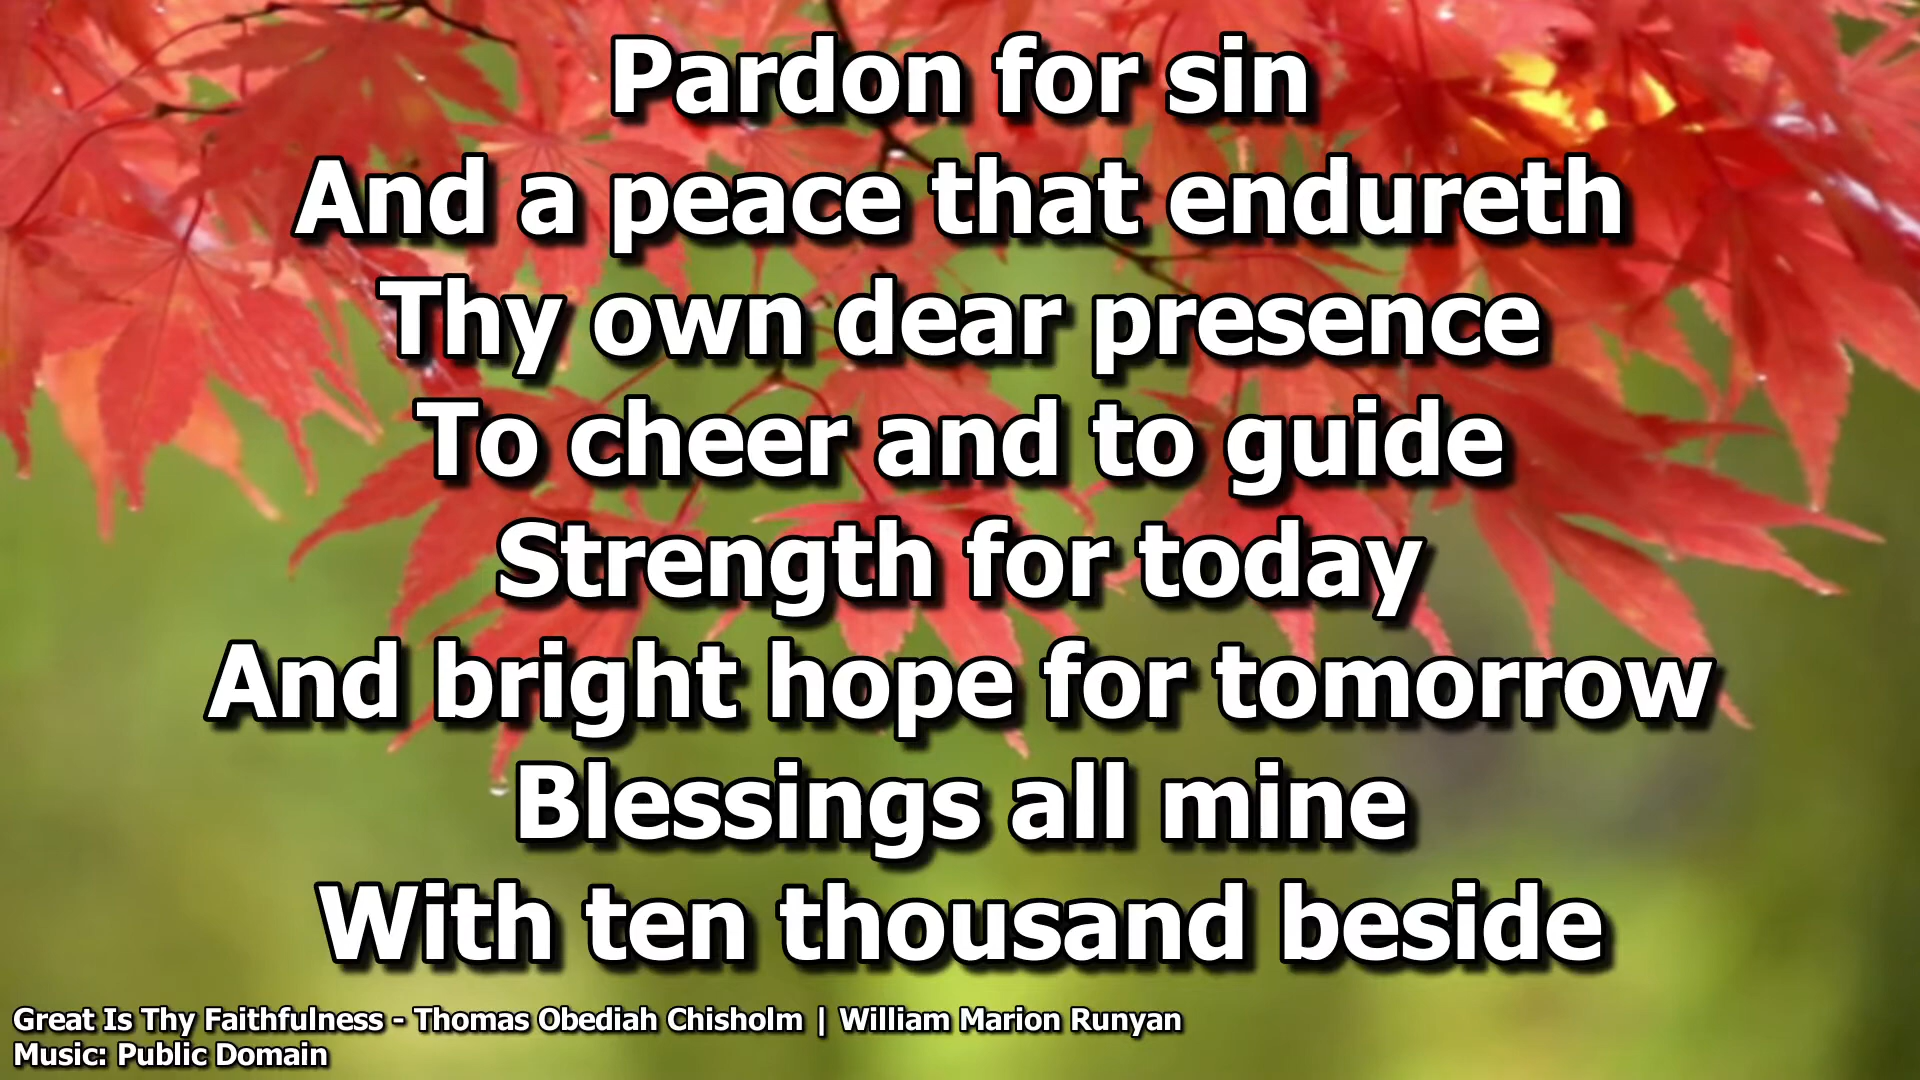 Pardon for sin
And a peace that endureth
Thy own dear presence
To cheer and to guide
Strength for today
And bright hope for tomorrow
Blessings all mine
With ten thousand beside
Great Is Thy Faithfulness - Thomas Obediah Chisholm | William Marion Runyan
Music: Public Domain